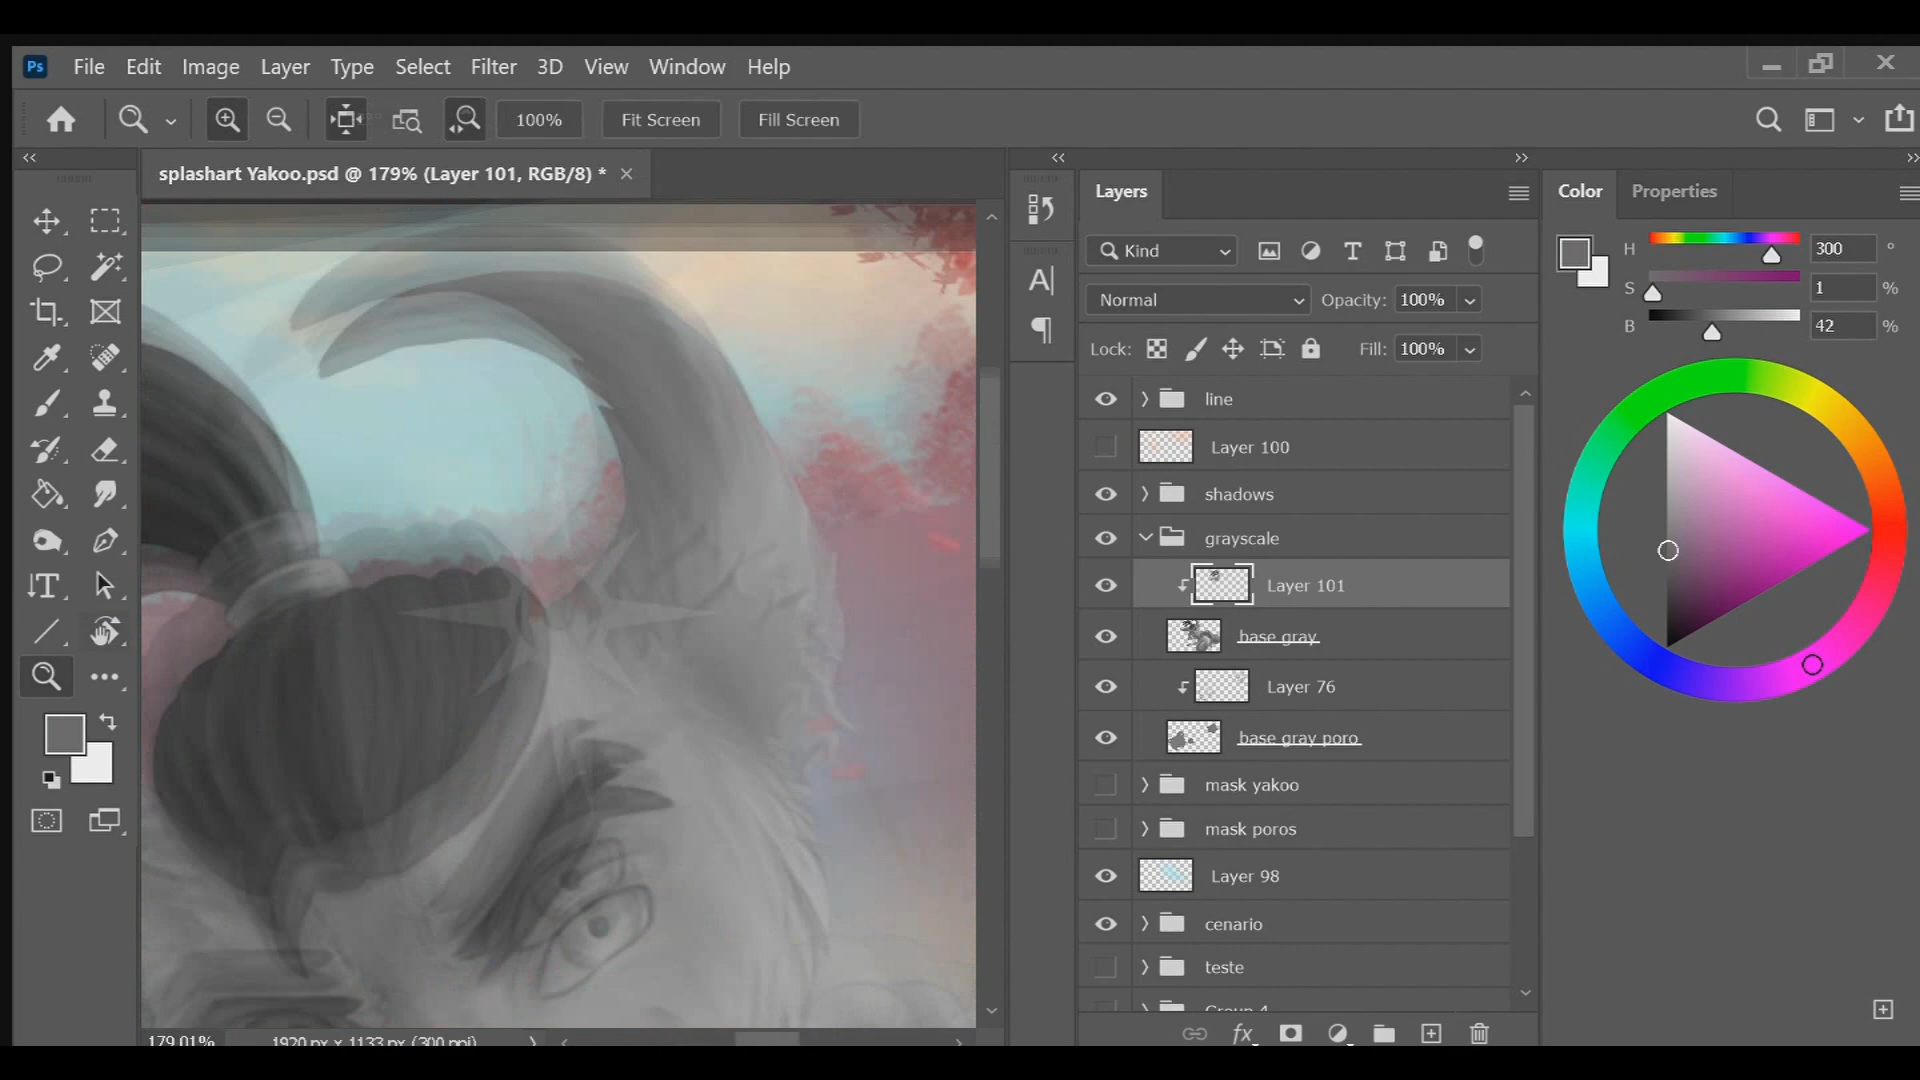 Ps File Edit Image Layer Type Select Filter 3D View Window Help
100% Fit Screen Fill Screen
splashart Yakoo.psd @ 179% (Layer 101, RGB/8) *
Layers
Color Properties
Kind
H 300 °
S 1 %
B 42 %
Normal Opacity: 100%
Lock: Fill: 100%
line
Layer 100
shadows
grayscale
Layer 101
base gray
Layer 76
base gray poro
mask yakoo
mask poros
Layer 98
cenario
teste
Group 4
179.01% 1920 px x 1133 px (300 ppi)